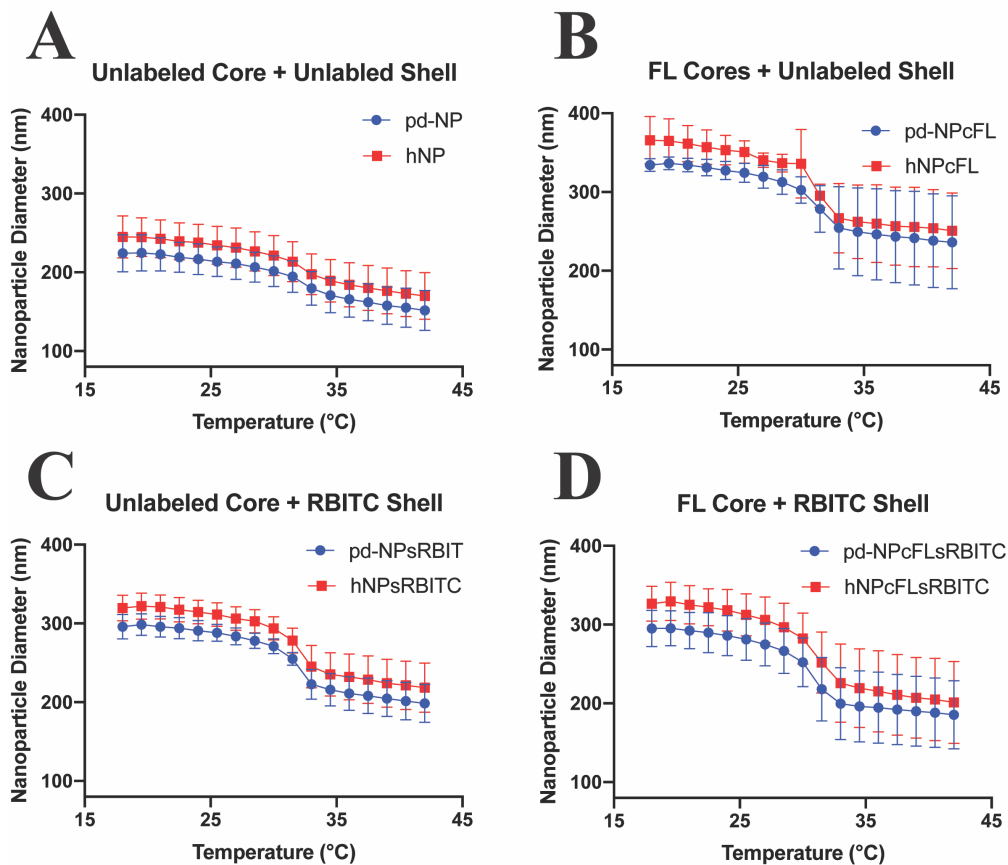 A
Unlabeled Core + Unlabled Shell
Nanoparticle Diameter (nm)
400
300
200
100
pd-NP
hNP
15
25
35
45
Temperature (°C)
B
FL Cores + Unlabeled Shell
Nanoparticle Diameter (nm)
400
300
200
100
pd-NPcFL
hNPcFL
15
25
35
45
Temperature (°C)
C
Unlabeled Core + RBITC Shell
Nanoparticle Diameter (nm)
400
300
200
100
pd-NPsRBIT
hNPsRBITC
15
25
35
45
Temperature (°C)
D
FL Core + RBITC Shell
Nanoparticle Diameter (nm)
400
300
200
100
pd-NPcFLsRBITC
hNPcFLsRBITC
15
25
35
45
Temperature (°C)